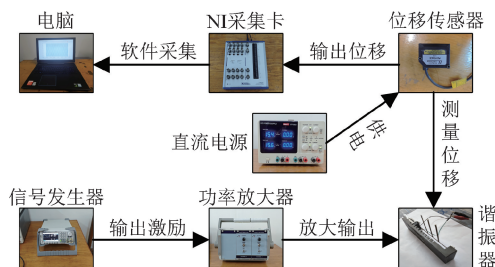 电脑
NI采集卡
位移传感器
软件采集
输出位移
直流电源
供电
测量位移
信号发生器
功率放大器
输出激励
放大输出
谐振器